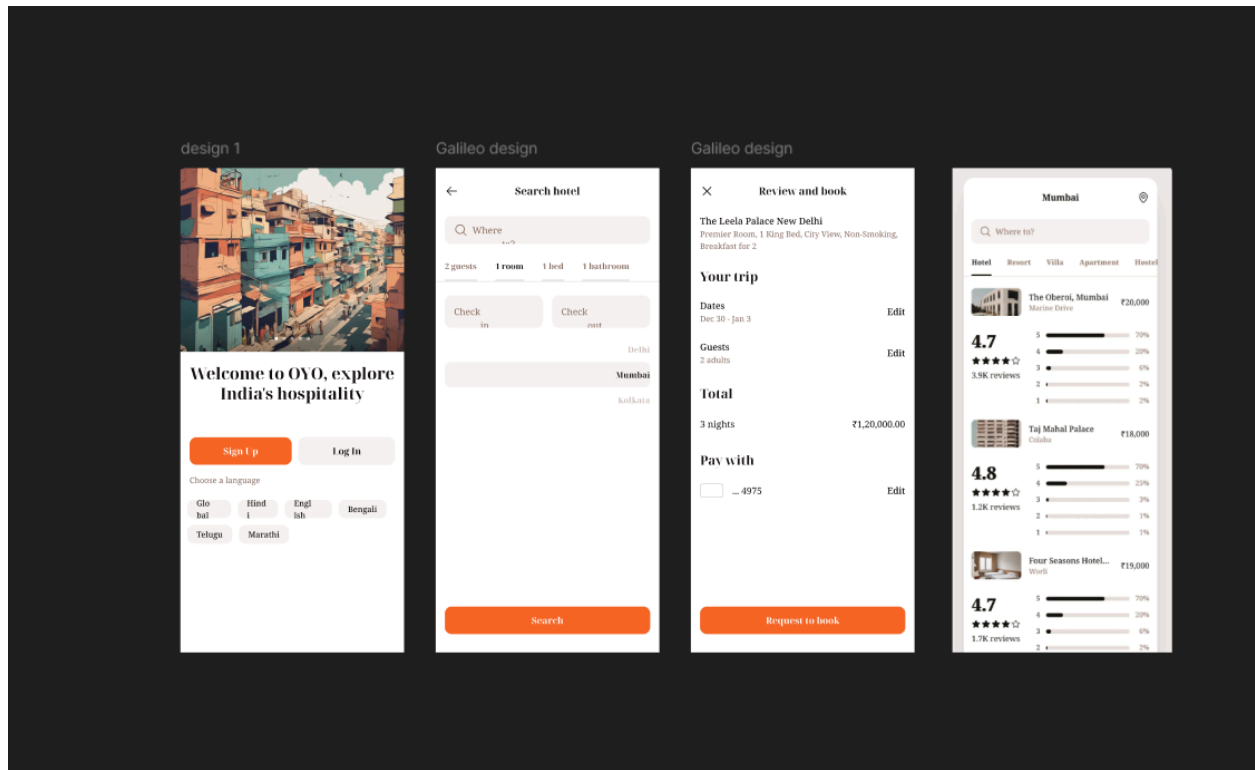 design 1
Welcome to OYO, explore
India's hospitality
Sign Up
Log In
Choose a language
Glo
bal
Hind
i
Engl
ish
Bengali
Telugu
Marathi
Galileo design
Search hotel
Where
to?
2 guests
1 room
1 bed
1 bathroom
Check
in
Check
out
Delhi
Mumbai
Kolkata
Search
Galileo design
Review and book
The Leela Palace New Delhi
Premier Room, 1 King Bed, City View, Non-Smoking,
Breakfast for 2
Your trip
Dates
Dec 30 - Jan 3
Edit
Guests
2 adults
Edit
Total
3 nights ₹1,20,000.00
Pay with
... 4975 Edit
Request to book
Mumbai
Where to?
Hotel Resort Villa Apartment Hostel
The Oberoi, Mumbai
Marine Drive
₹20,000
4.7
3.9K reviews
5 70%
4 20%
3 6%
2 2%
1 2%
Taj Mahal Palace
Colaba
₹18,000
4.8
1.2K reviews
5 70%
4 25%
3 3%
2 1%
1 1%
Four Seasons Hotel...
Worli
₹19,000
4.7
1.7K reviews
5 70%
4 20%
3 6%
2 2%